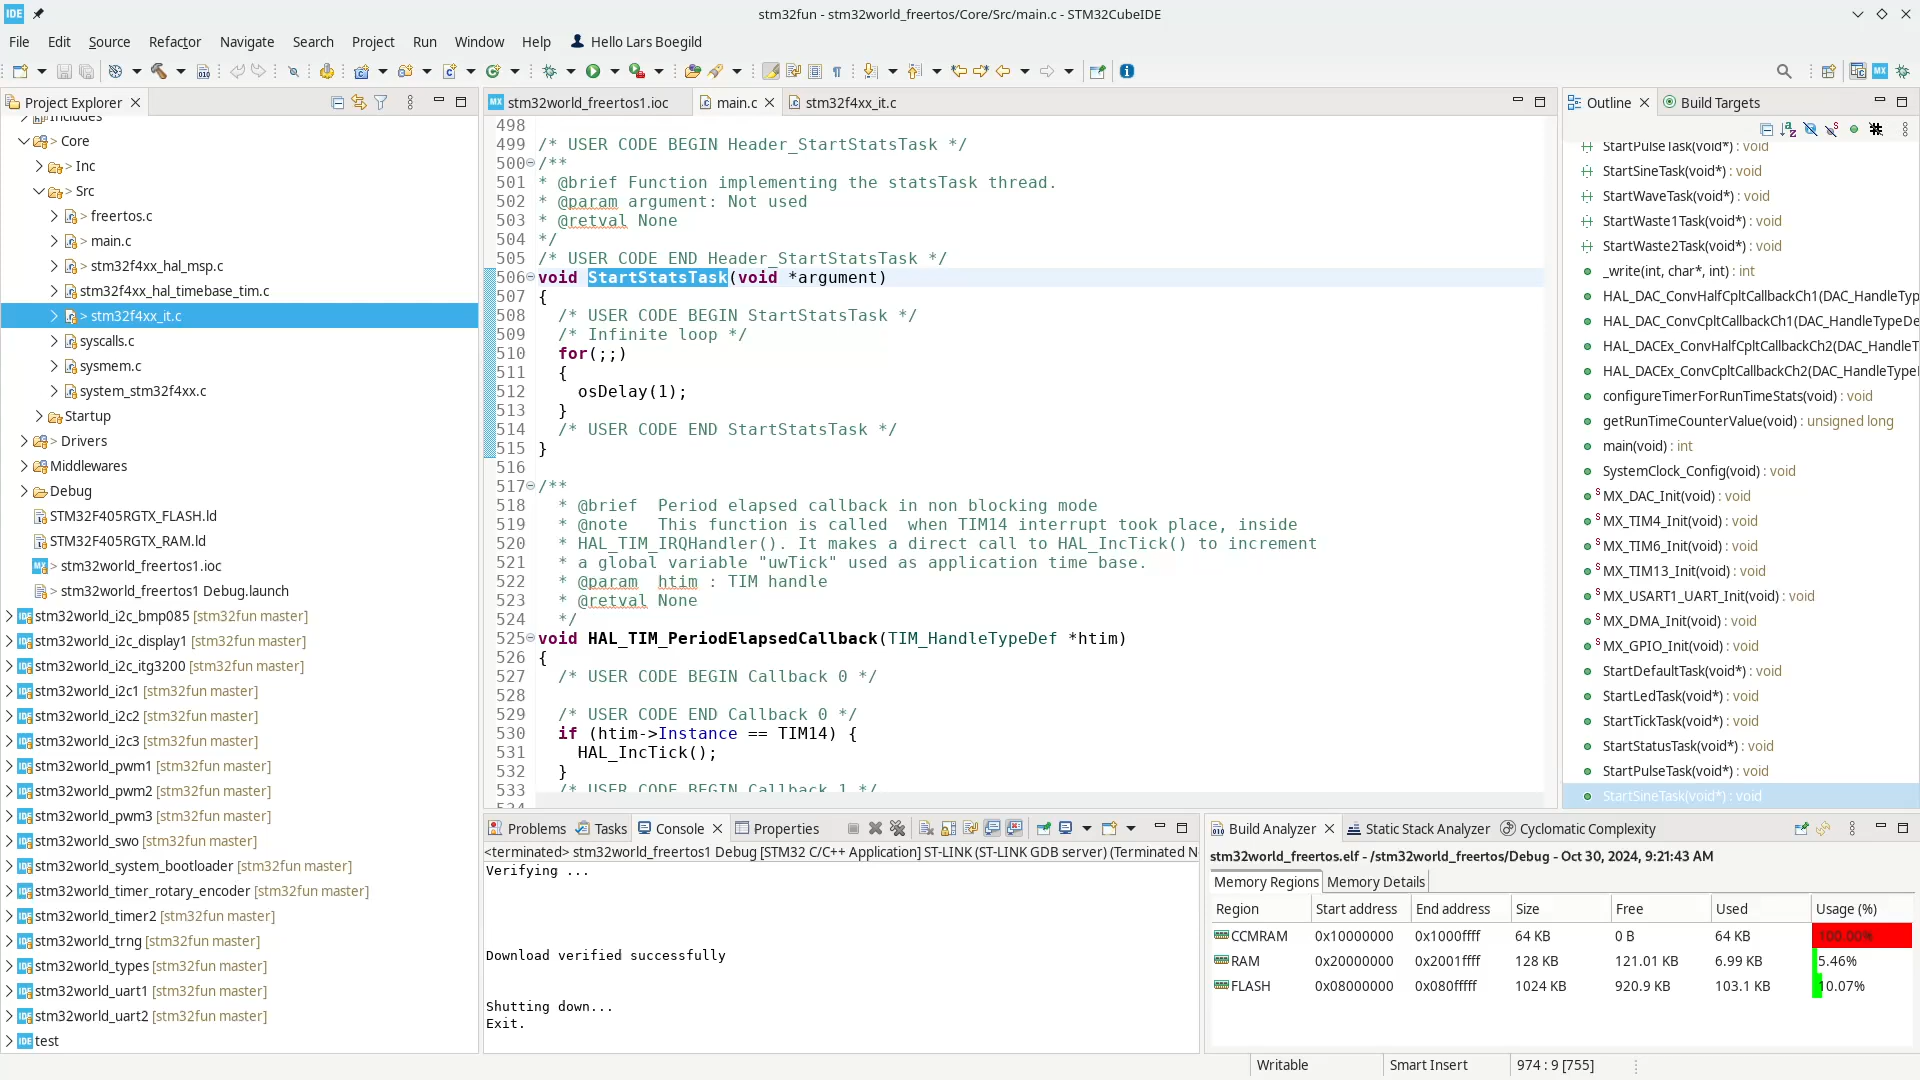 IDE
stm32fun - stm32world_freertos/Core/Src/main.c - STM32CubeIDE
File Edit Source Refactor Navigate Search Project Run Window Help Hello Lars Boegild
Project Explorer
Includes
> Core
> Inc
> Src
> freertos.c
> main.c
> stm32f4xx_hal_msp.c
stm32f4xx_hal_timebase_tim.c
> stm32f4xx_it.c
syscalls.c
sysmem.c
system_stm32f4xx.c
Startup
> Drivers
Middlewares
Debug
STM32F405RGTX_FLASH.ld
STM32F405RGTX_RAM.ld
> stm32world_freertos1.ioc
> stm32world_freertos1 Debug.launch
stm32world_i2c_bmp085 [stm32fun master]
stm32world_i2c_display1 [stm32fun master]
stm32world_i2c_itg3200 [stm32fun master]
stm32world_i2c1 [stm32fun master]
stm32world_i2c2 [stm32fun master]
stm32world_i2c3 [stm32fun master]
stm32world_pwm1 [stm32fun master]
stm32world_pwm2 [stm32fun master]
stm32world_pwm3 [stm32fun master]
stm32world_swo [stm32fun master]
stm32world_system_bootloader [stm32fun master]
stm32world_timer_rotary_encoder [stm32fun master]
stm32world_timer2 [stm32fun master]
stm32world_trng [stm32fun master]
stm32world_types [stm32fun master]
stm32world_uart1 [stm32fun master]
stm32world_uart2 [stm32fun master]
test
stm32world_freertos1.ioc main.c stm32f4xx_it.c
498
499 /* USER CODE BEGIN Header_StartStatsTask */
500 /**
501 * @brief Function implementing the statsTask thread.
502 * @param argument: Not used
503 * @retval None
504 */
505 /* USER CODE END Header_StartStatsTask */
506 void StartStatsTask(void *argument)
507 {
508   /* USER CODE BEGIN StartStatsTask */
509   /* Infinite loop */
510   for(;;)
511   {
512     osDelay(1);
513   }
514   /* USER CODE END StartStatsTask */
515 }
516
517 /**
518   * @brief  Period elapsed callback in non blocking mode
519   * @note   This function is called  when TIM14 interrupt took place, inside
520   * HAL_TIM_IRQHandler(). It makes a direct call to HAL_IncTick() to increment
521   * a global variable "uwTick" used as application time base.
522   * @param  htim : TIM handle
523   * @retval None
524   */
525 void HAL_TIM_PeriodElapsedCallback(TIM_HandleTypeDef *htim)
526 {
527   /* USER CODE BEGIN Callback 0 */
528
529   /* USER CODE END Callback 0 */
530   if (htim->Instance == TIM14) {
531     HAL_IncTick();
532   }
533   /* USER CODE BEGIN Callback 1 */
534
Outline Build Targets
StartPulseTask(void*) : void
StartSineTask(void*) : void
StartWaveTask(void*) : void
StartWaste1Task(void*) : void
StartWaste2Task(void*) : void
_write(int, char*, int) : int
HAL_DAC_ConvHalfCpltCallbackCh1(DAC_HandleTyp
HAL_DAC_ConvCpltCallbackCh1(DAC_HandleTypeDe
HAL_DACEx_ConvHalfCpltCallbackCh2(DAC_HandleT
HAL_DACEx_ConvCpltCallbackCh2(DAC_HandleType
configureTimerForRunTimeStats(void) : void
getRunTimeCounterValue(void) : unsigned long
main(void) : int
SystemClock_Config(void) : void
MX_DAC_Init(void) : void
MX_TIM4_Init(void) : void
MX_TIM6_Init(void) : void
MX_TIM13_Init(void) : void
MX_USART1_UART_Init(void) : void
MX_DMA_Init(void) : void
MX_GPIO_Init(void) : void
StartDefaultTask(void*) : void
StartLedTask(void*) : void
StartTickTask(void*) : void
StartStatusTask(void*) : void
StartPulseTask(void*) : void
StartSineTask(void*) : void
Problems Tasks Console Properties
<terminated> stm32world_freertos1 Debug [STM32 C/C++ Application] ST-LINK (ST-LINK GDB server) (Terminated N
Verifying ...
Download verified successfully
Shutting down...
Exit.
Build Analyzer Static Stack Analyzer Cyclomatic Complexity
stm32world_freertos.elf - /stm32world_freertos/Debug - Oct 30, 2024, 9:21:43 AM
Memory Regions Memory Details
Region Start address End address Size Free Used Usage (%)
CCMRAM 0x10000000 0x1000ffff 64 KB 0 B 64 KB 100.00%
RAM 0x20000000 0x2001ffff 128 KB 121.01 KB 6.99 KB 5.46%
FLASH 0x08000000 0x080fffff 1024 KB 920.9 KB 103.1 KB 10.07%
Writable Smart Insert 974 : 9 [755]